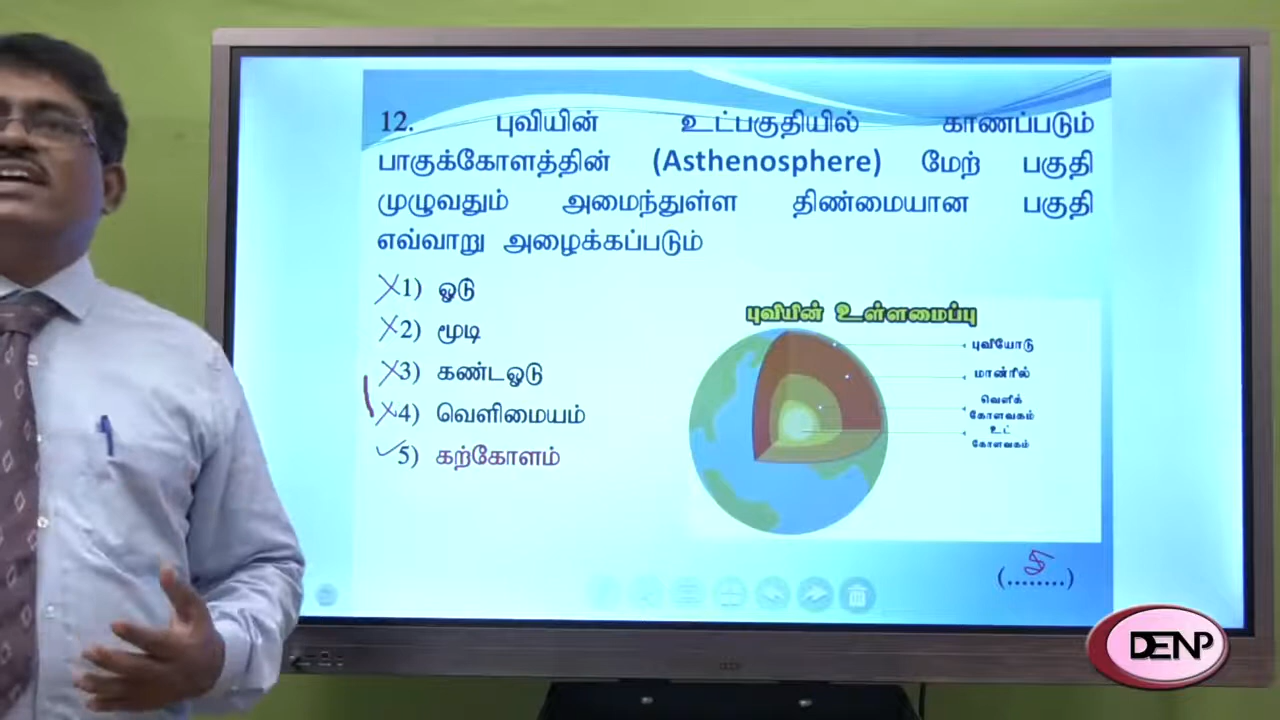 12. புவியின் உட்பகுதியில் காணப்படும்
பாகுக்கோளத்தின் (Asthenosphere) மேற் பகுதி
முழுவதும் அமைந்துள்ள திண்மையான பகுதி
எவ்வாறு அழைக்கப்படும்
1) ஓடு
2) மூடி
3) கண்டஓடு
4) வெளிமையம்
5) கற்கோளம்
புவியின் உள்ளமைப்பு
புவியோடு
மான்ரில்
வெளிக்
கோளவகம்
உட்
கோளவகம்
5
(........)
DENP